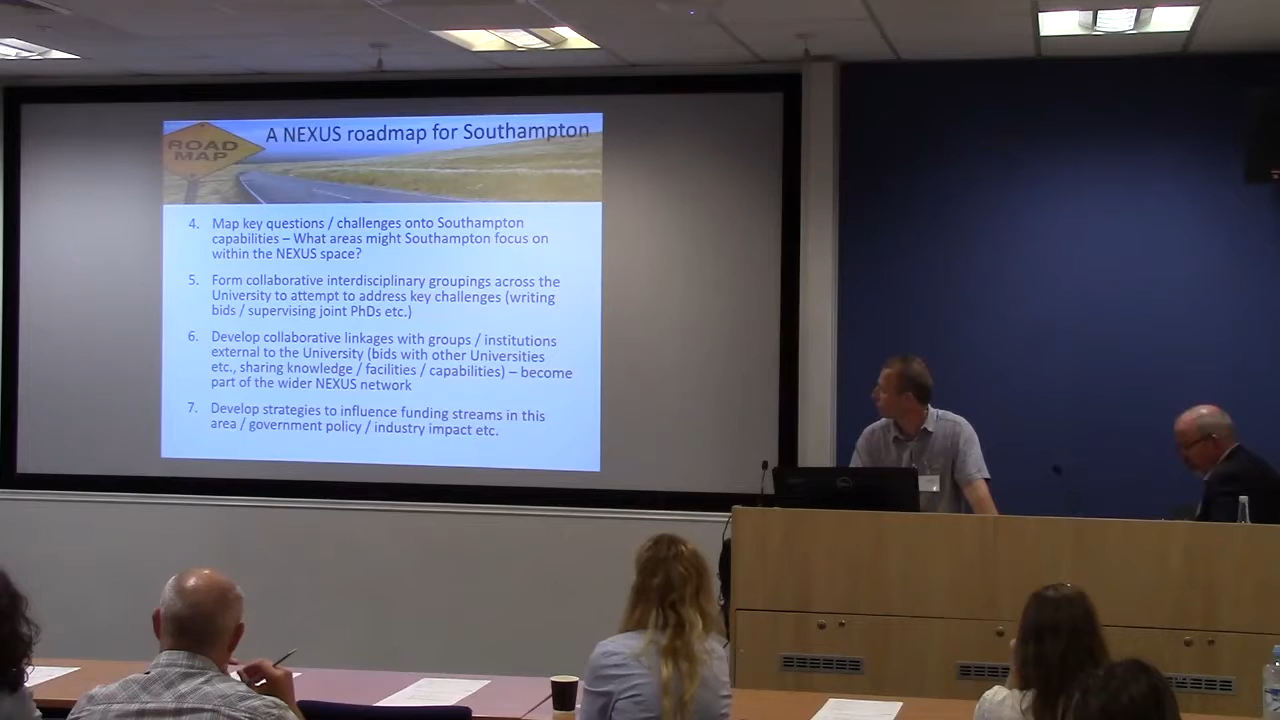 A NEXUS roadmap for Southampton
ROAD
MAP
4. Map key questions / challenges onto Southampton
capabilities – What areas might Southampton focus on
within the NEXUS space?
5. Form collaborative interdisciplinary groupings across the
University to attempt to address key challenges (writing
bids / supervising joint PhDs etc.)
6. Develop collaborative linkages with groups / institutions
external to the University (bids with other Universities
etc., sharing knowledge / facilities / capabilities) – become
part of the wider NEXUS network
7. Develop strategies to influence funding streams in this
area / government policy / industry impact etc.
DELL